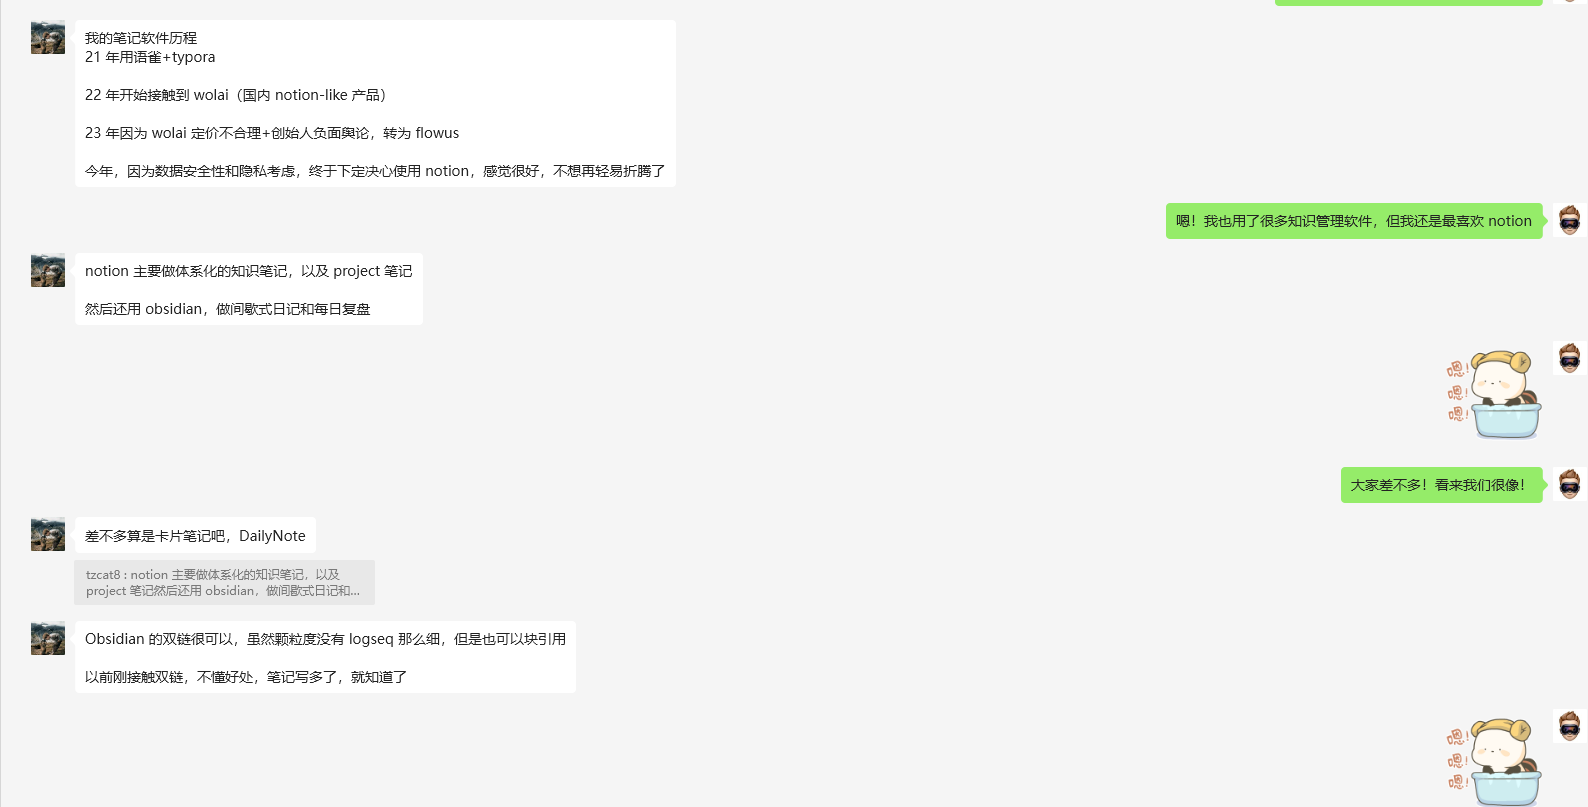 我的笔记软件历程
21 年用语雀+typora
22 年开始接触到 wolai（国内 notion-like 产品）
23 年因为 wolai 定价不合理+创始人负面舆论，转为 flowus
今年，因为数据安全性和隐私考虑，终于下定决心使用 notion，感觉很好，不想再轻易折腾了
嗯！我也用了很多知识管理软件，但我还是最喜欢 notion
notion 主要做体系化的知识笔记，以及 project 笔记
然后还用 obsidian，做间歇式日记和每日复盘
嗯！
嗯！
嗯！
大家差不多！看来我们很像！
差不多算是卡片笔记吧，DailyNote
tzcat8 : notion 主要做体系化的知识笔记，以及
project 笔记然后还用 obsidian，做间歇式日记和...
Obsidian 的双链很可以，虽然颗粒度没有 logseq 那么细，但是也可以块引用
以前刚接触双链，不懂好处，笔记写多了，就知道了
嗯！
嗯！
嗯！